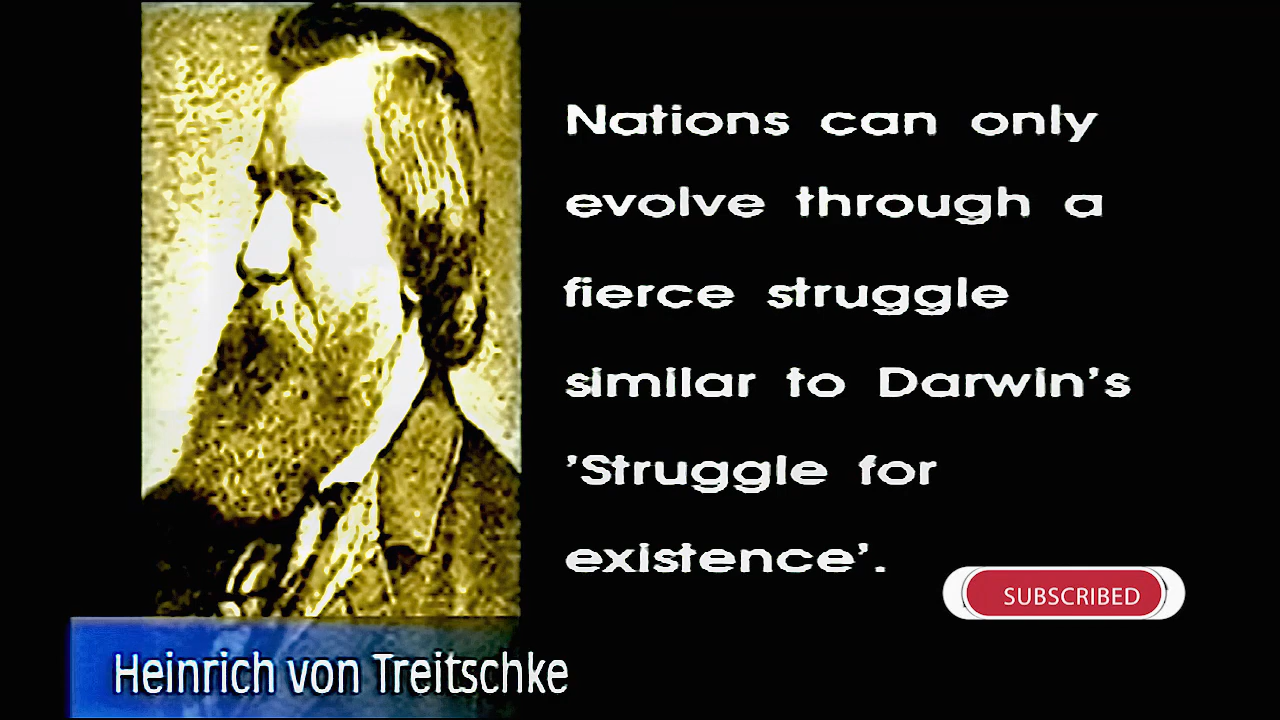 Nations can only
evolve through a
fierce struggle
similar to Darwin's
'Struggle for
existence'.
SUBSCRIBED
Heinrich von Treitschke